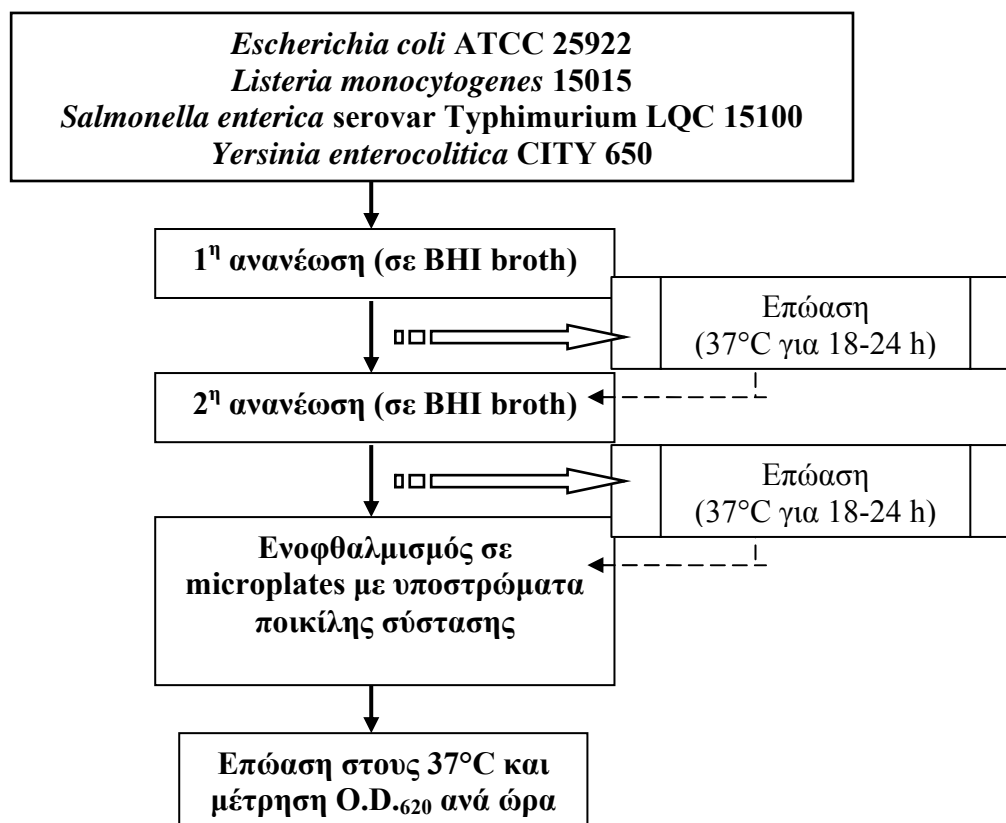 Escherichia coli ATCC 25922
Listeria monocytogenes 15015
Salmonella enterica serovar Typhimurium LQC 15100
Yersinia enterocolitica CITY 650
1η ανανέωση (σε BHI broth)
Επώαση
(37°C για 18-24 h)
2η ανανέωση (σε BHI broth)
Επώαση
(37°C για 18-24 h)
Ενοφθαλμισμός σε
microplates με υποστρώματα
ποικίλης σύστασης
Επώαση στους 37°C και
μέτρηση O.D.620 ανά ώρα